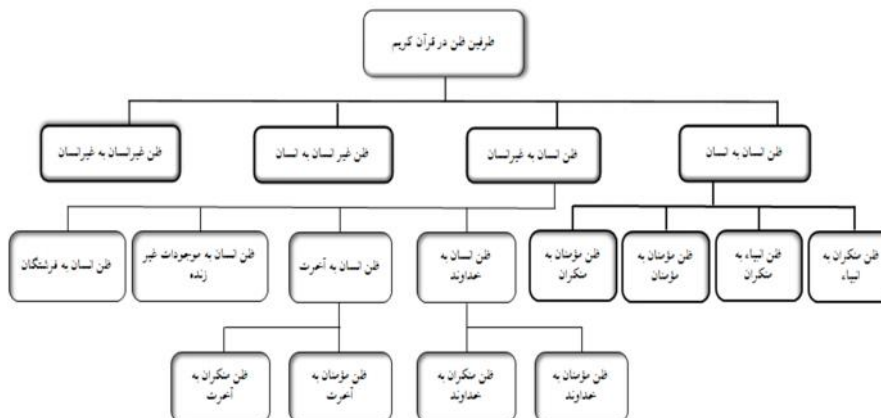 طرفین ظن در قرآن کریم
ظن انسان به انسان
ظن انسان به غیرانسان
ظن غیر انسان به انسان
ظن غیرانسان به غیرانسان
ظن منکران به
انبیاء
ظن انبیاء به
منکران
ظن مؤمنان به
مؤمنان
ظن مؤمنان به
منکران
ظن انسان به
خداوند
ظن انسان به آخرت
ظن انسان به موجودات غیر
زنده
ظن انسان به فرشتگان
ظن مؤمنان به
خداوند
ظن منکران به
خداوند
ظن مؤمنان به
آخرت
ظن منکران به
آخرت